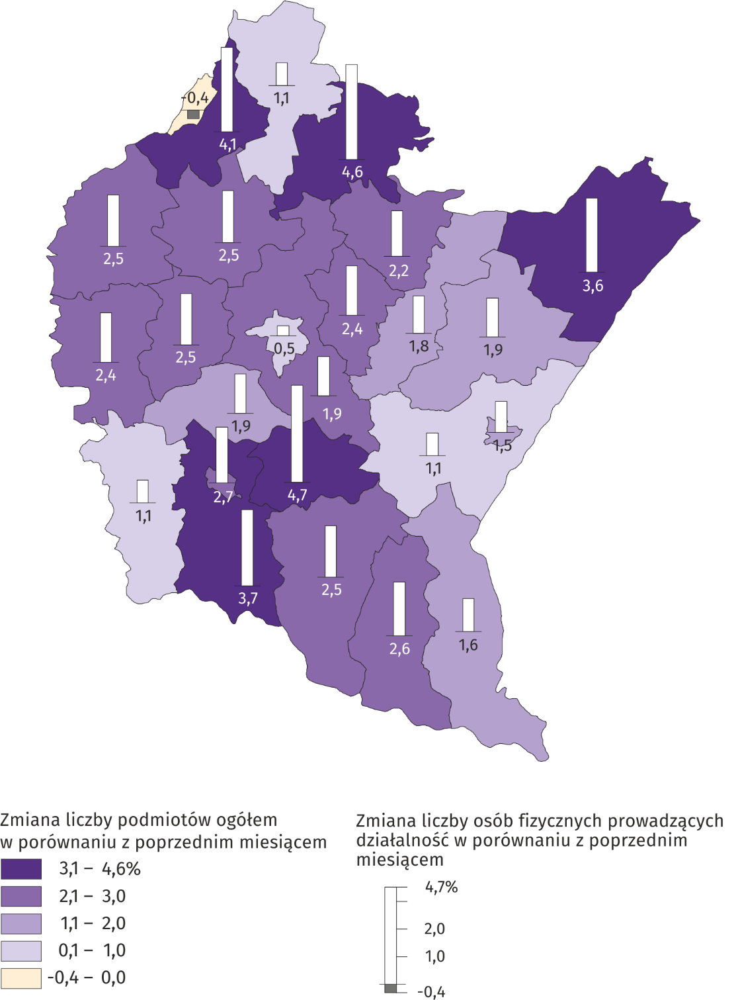 -0,4
1,1
4,1
4,6
2,5
2,5
2,2
3,6
2,4
1,8
1,9
2,5
0,5
2,4
1,9
1,9
1,5
1,1
2,7
4,7
1,1
3,7
2,5
2,6
1,6
Zmiana liczby podmiotów ogółem
w porównaniu z poprzednim miesiącem
3,1 – 4,6%
2,1 – 3,0
1,1 – 2,0
0,1 – 1,0
-0,4 – 0,0
Zmiana liczby osób fizycznych prowadzących
działalność w porównaniu z poprzednim
miesiącem
4,7%
2,0
1,0
-0,4